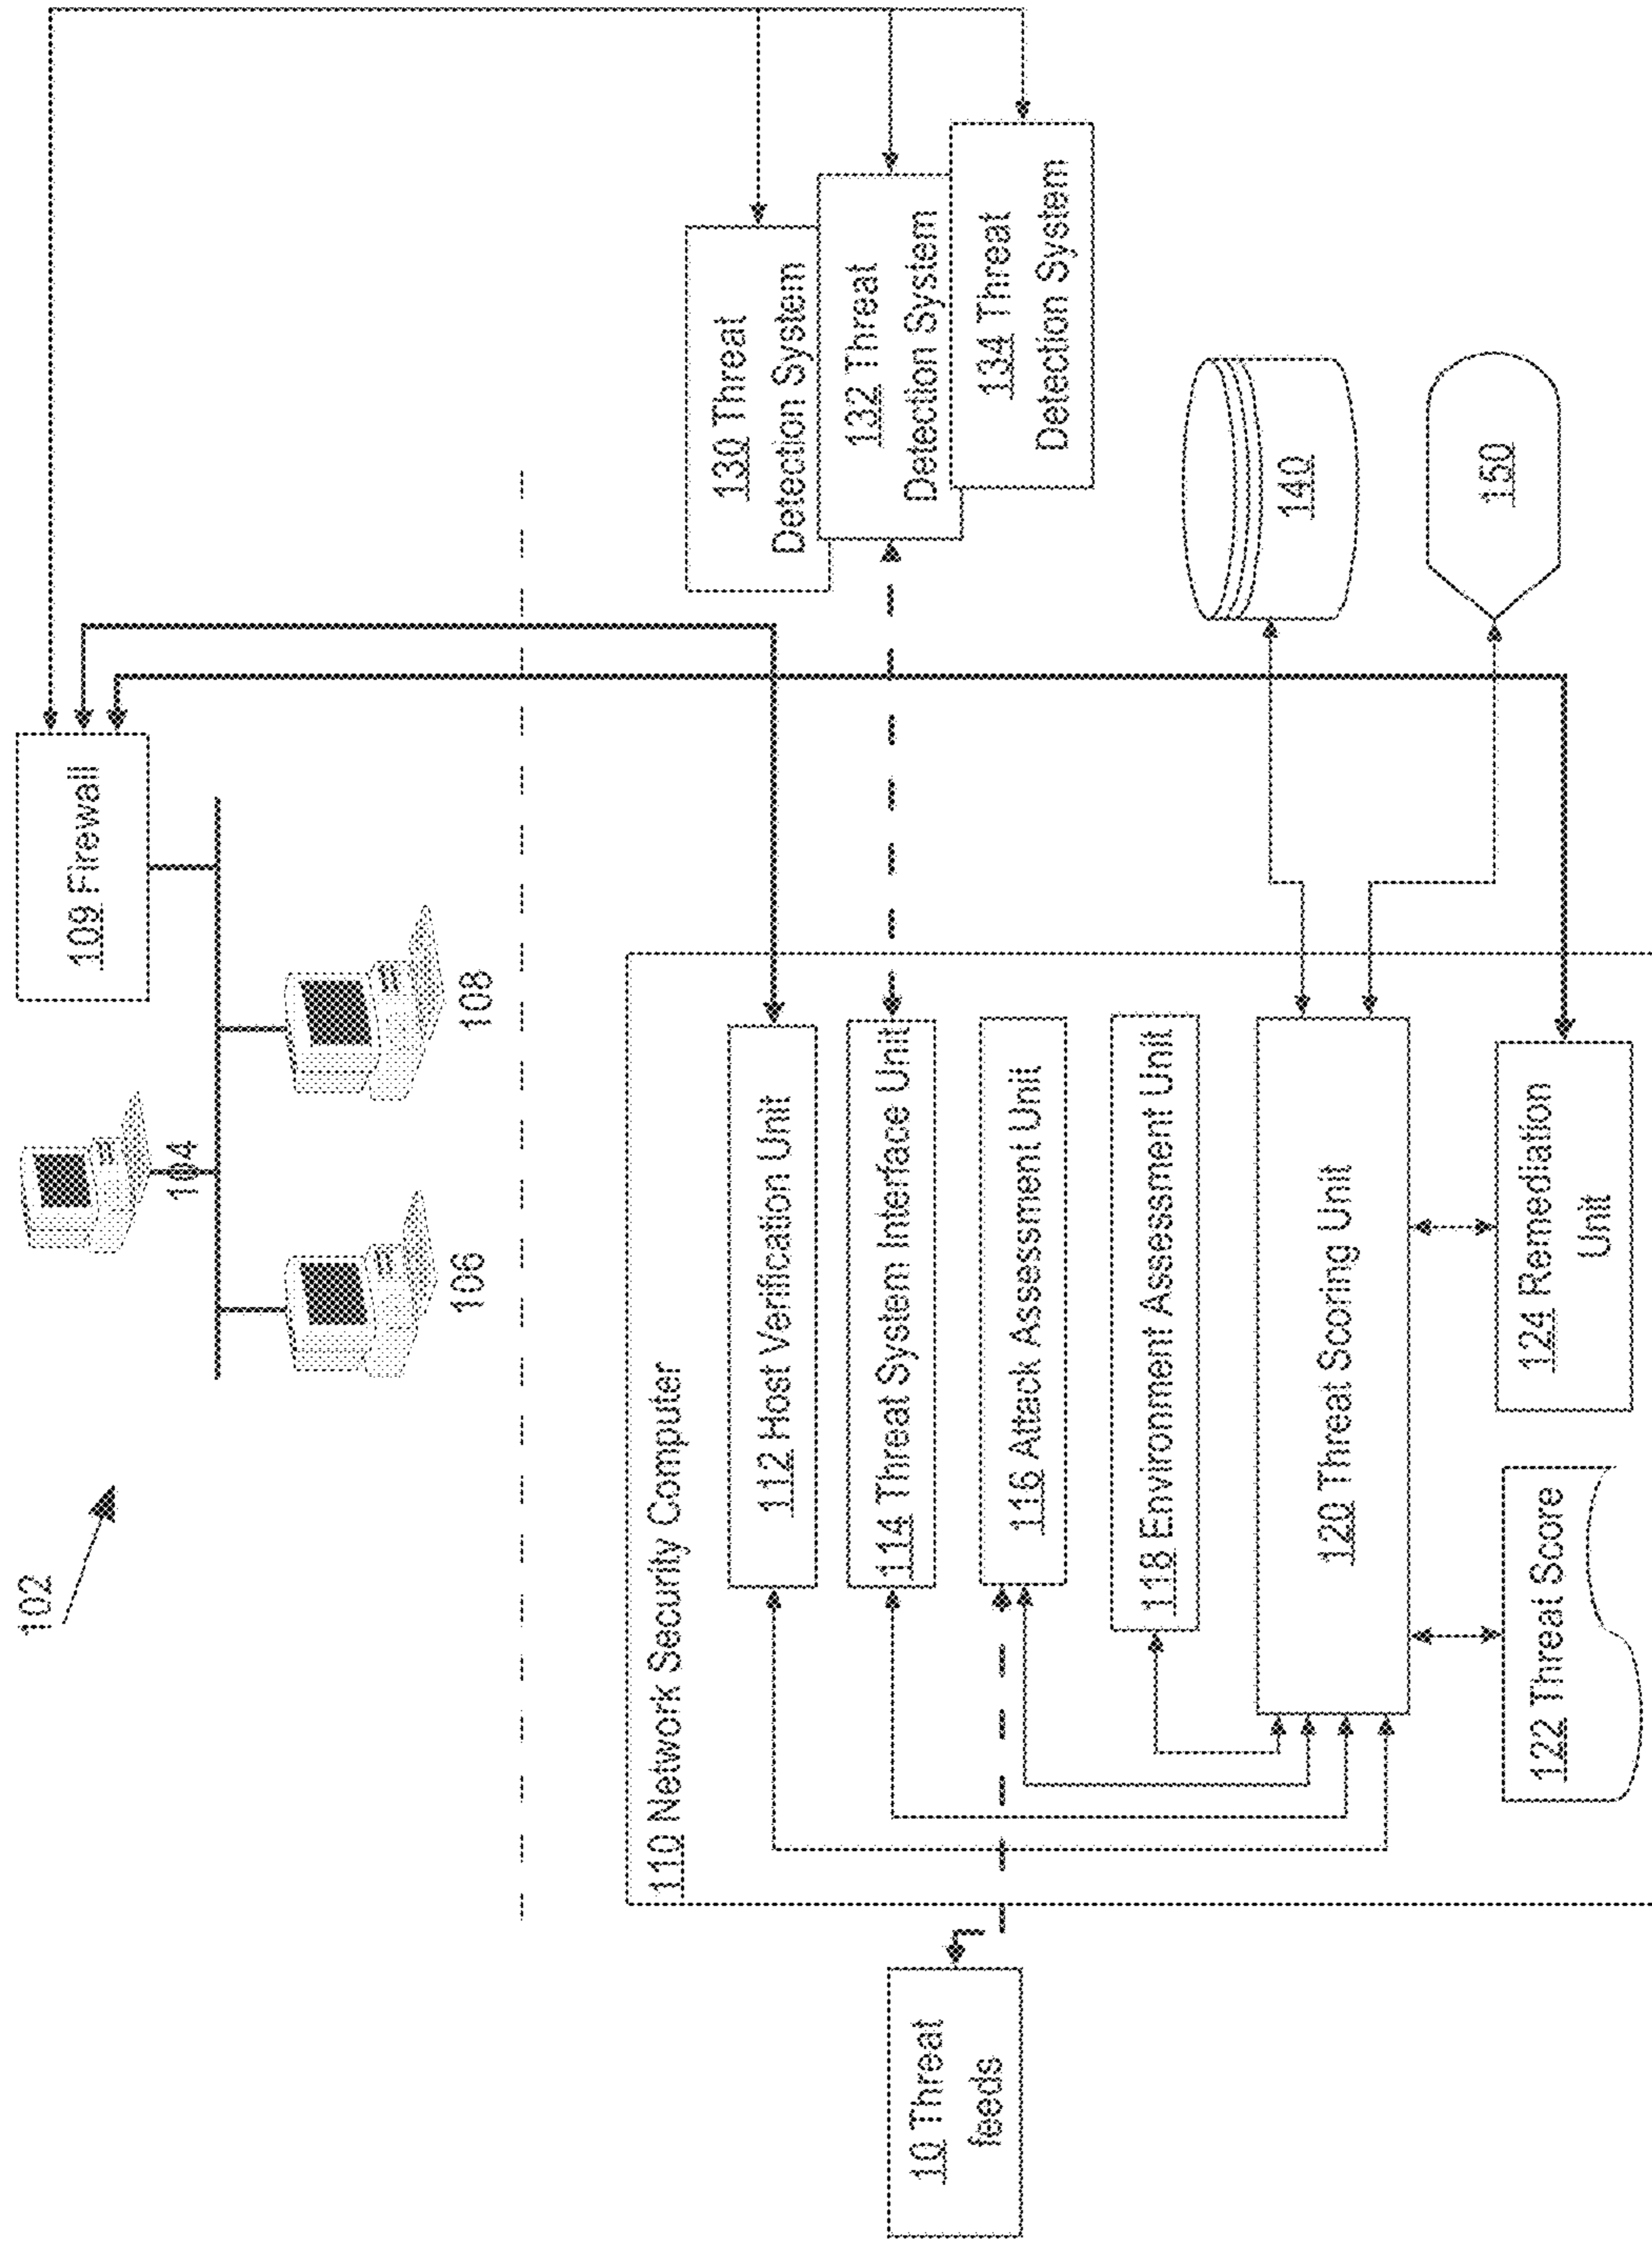 102
104
106
108
109 Firewall
110 Network Security Computer
112 Host Verification Unit
114 Threat System Interface Unit
116 Attack Assessment Unit
118 Environment Assessment Unit
120 Threat Scoring Unit
122 Threat Score
124 Remediation
Unit
10 Threat
feeds
130 Threat
Detection System
132 Threat
Detection System
134 Threat
Detection System
140
150